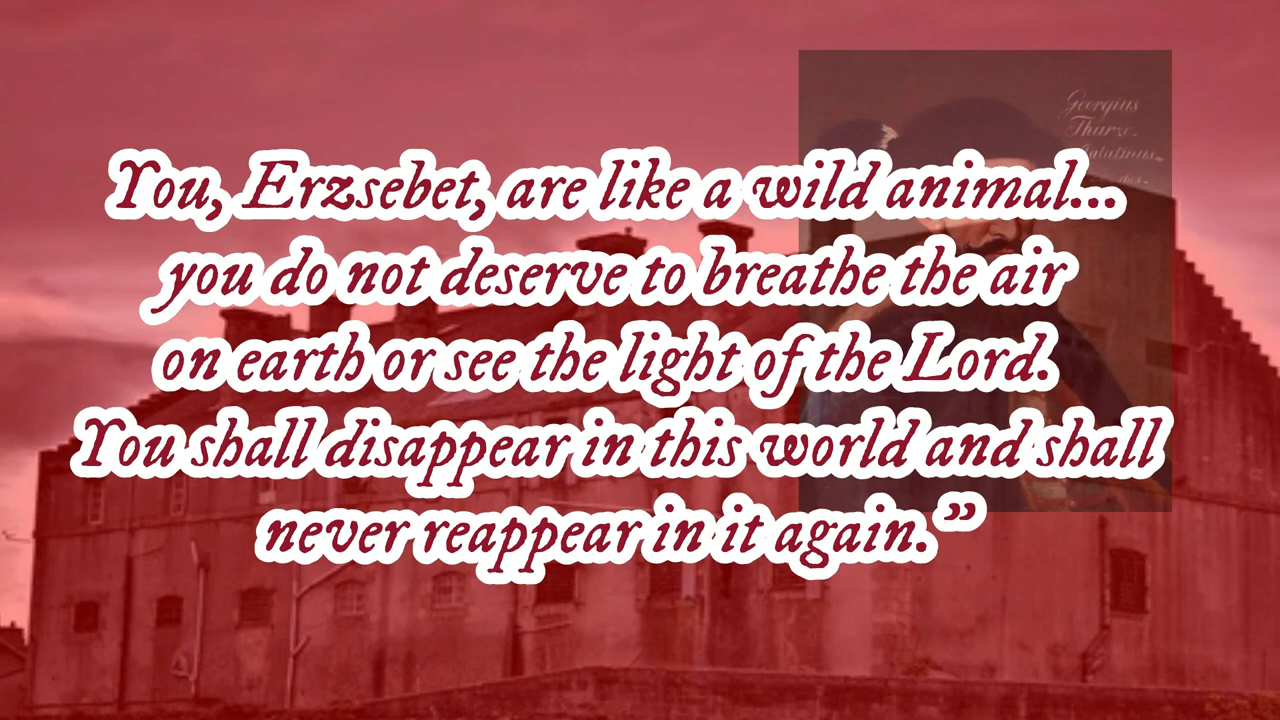 Georgius
Thurzo.
Palatinus
You, Erzsebet, are like a wild animal...
you do not deserve to breathe the air
on earth or see the light of the Lord.
You shall disappear in this world and shall
never reappear in it again.”